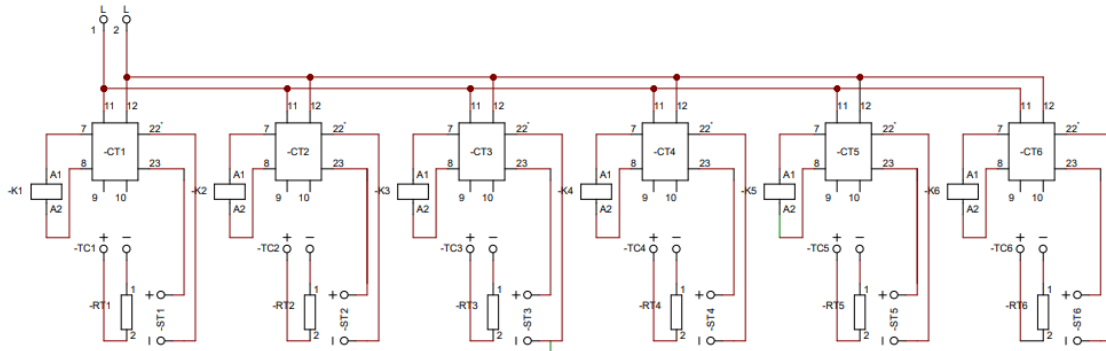 L L
1 2
11 12 11 12 11 12 11 12 11 12 11 12
7 22' 7 22' 7 22' 7 22' 7 22' 7 22'
-CT1 -CT2 -CT3 -CT4 -CT5 -CT6
8 23 8 23 8 23 8 23 8 23 8 23
A1 A1 A1 A1 A1 A1
-K1 -K2 -K3 -K4 -K5 -K6
9 10 9 10 9 10 9 10 9 10 9 10
A2 A2 A2 A2 A2 A2
+ − + − + − + − + − + −
-TC1 -TC2 -TC3 -TC4 -TC5 -TC6
1 + 1 + 1 + 1 + 1 + 1 +
-RT1 -ST1 -RT2 -ST2 -RT3 -ST3 -RT4 -ST4 -RT5 -ST5 -RT6 -ST6
2 I 2 I 2 I 2 I 2 I 2 I